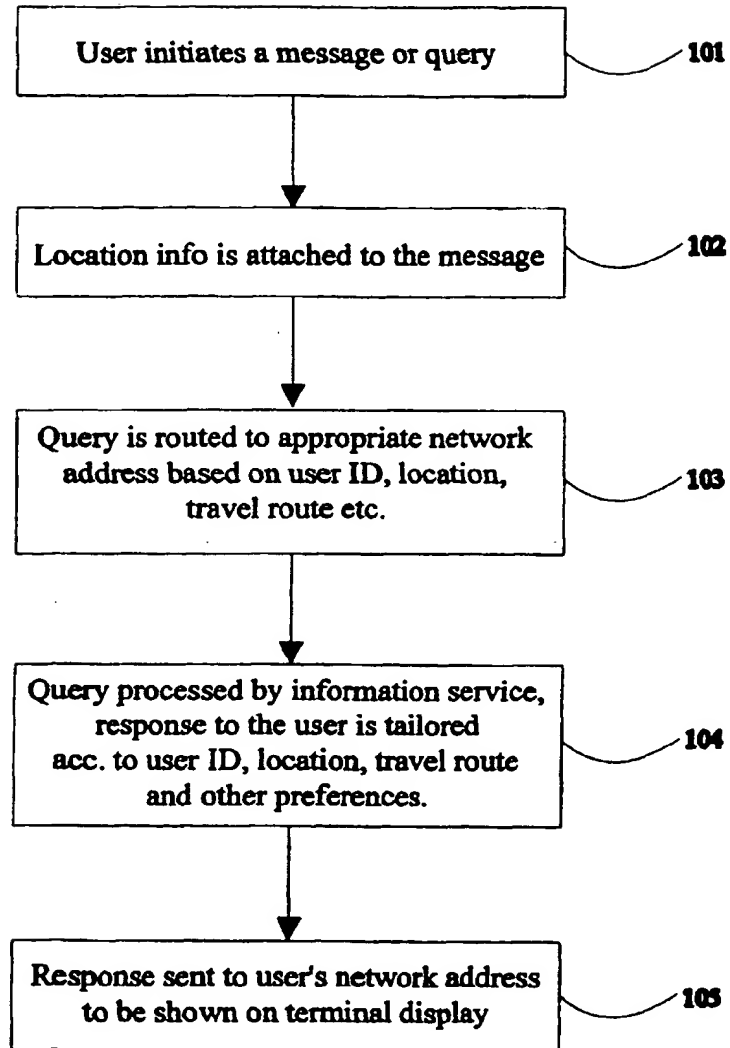 User initiates a message or query
101
Location info is attached to the message
102
Query is routed to appropriate network
address based on user ID, location,
travel route etc.
103
Query processed by information service,
response to the user is tailored
acc. to user ID, location, travel route
and other preferences.
104
Response sent to user's network address
to be shown on terminal display
105